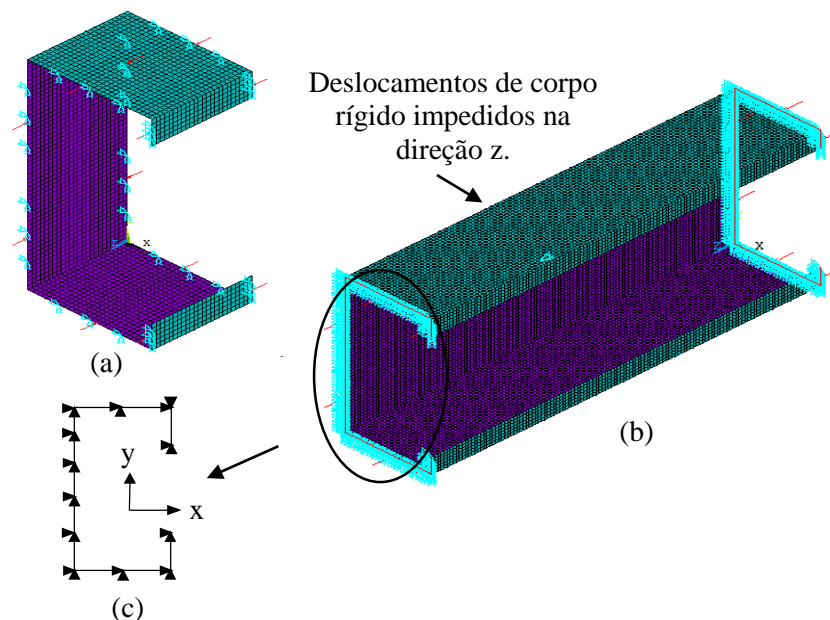 Deslocamentos de corpo
rígido impedidos na
direção z.
x
x
(a)
(b)
y
x
(c)